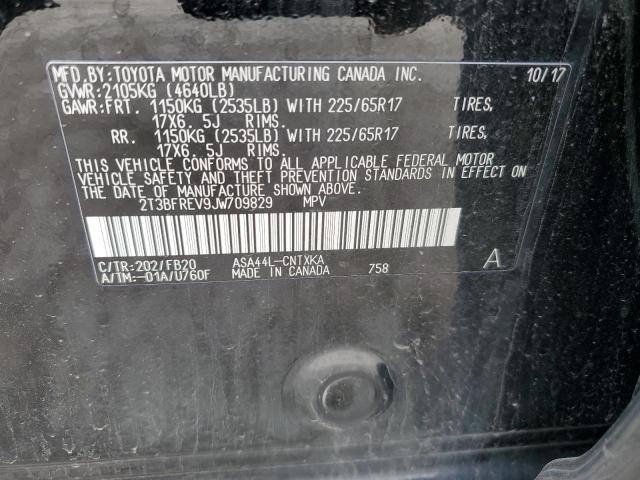 MFD.BY:TOYOTA MOTOR MANUFACTURING CANADA INC. 10/17
GVWR:2105KG (4640LB)
GAWR:FRT. 1150KG (2535LB) WITH 225/65R17 TIRES,
17X6.5J RIMS.
RR. 1150KG (2535LB) WITH 225/65R17 TIRES,
17X6.5J RIMS.
THIS VEHICLE CONFORMS TO ALL APPLICABLE FEDERAL MOTOR
VEHICLE SAFETY AND THEFT PREVENTION STANDARDS IN EFFECT ON
THE DATE OF MANUFACTURE SHOWN ABOVE.
2T3BFREV9JW709829 MPV
C/TR:202/FB20 ASA44L-CNTXKA A
A/TM:-01A/U760F MADE IN CANADA 758